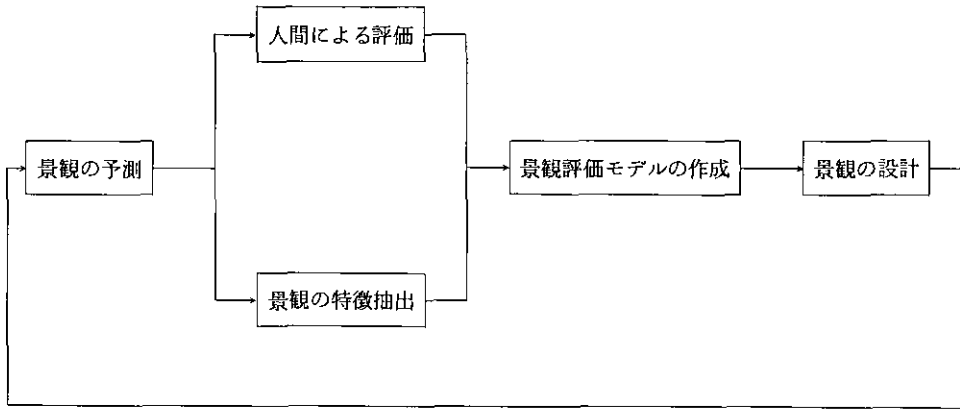 人間による評価
景観の予測
景観評価モデルの作成
景観の設計
景観の特徴抽出